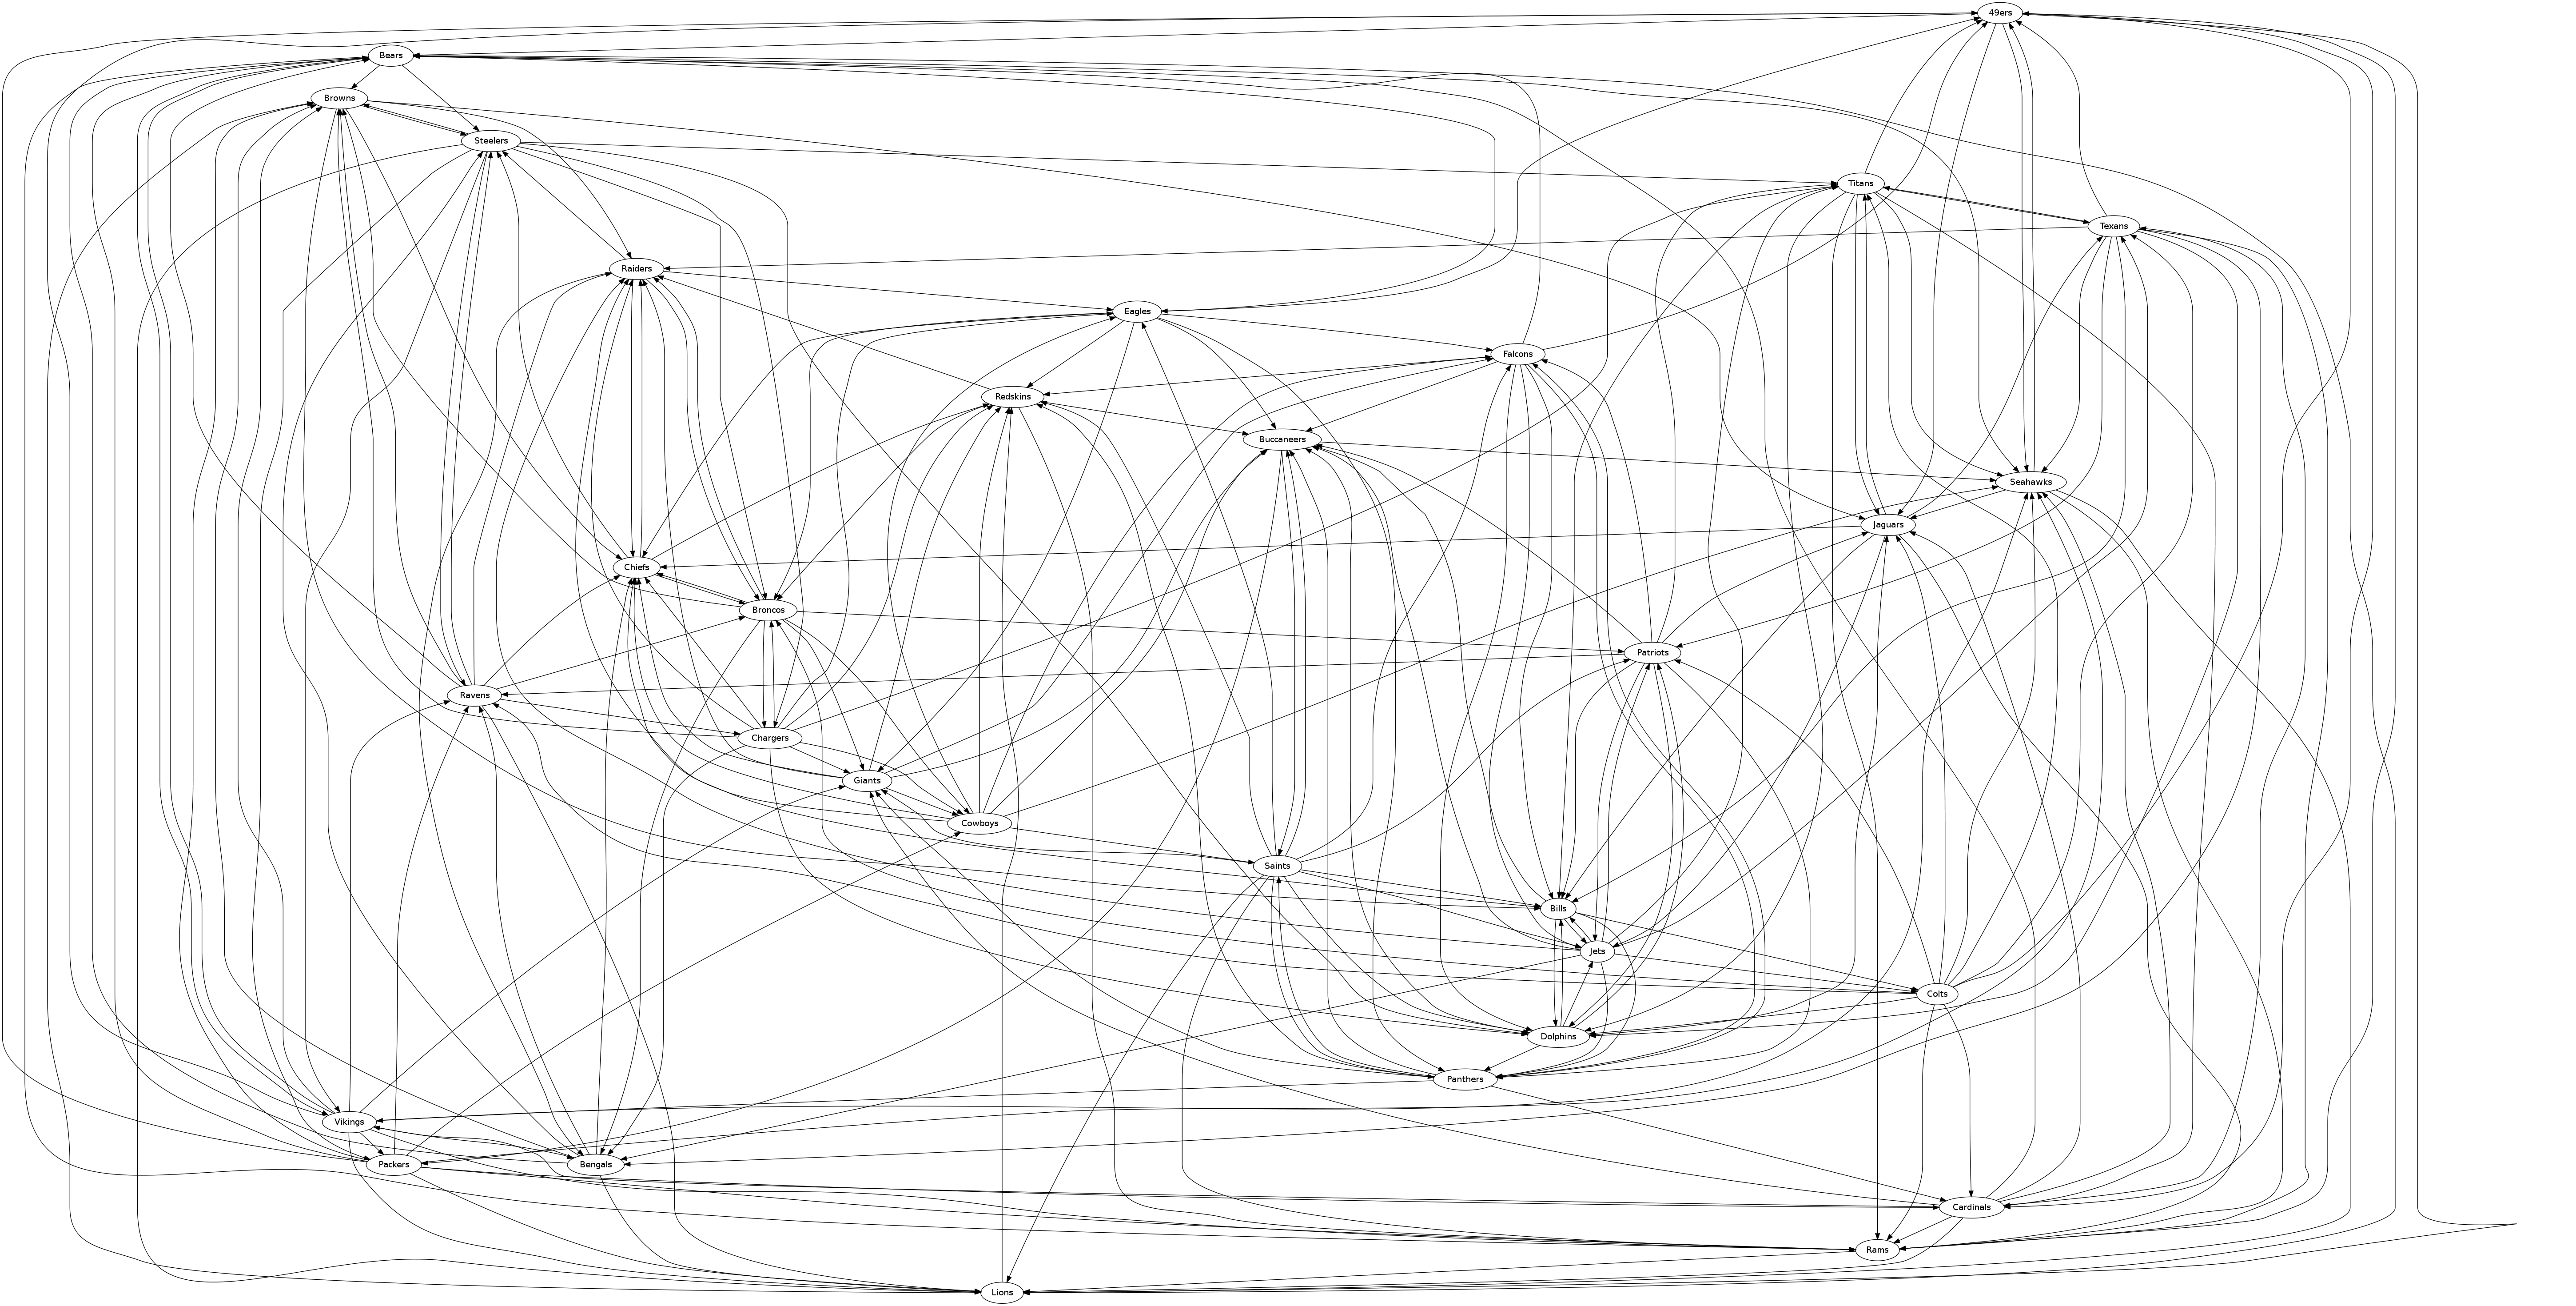 49ers
Bears
Browns
Steelers
Titans
Texans
Raiders
Eagles
Falcons
Redskins
Buccaneers
Seahawks
Jaguars
Chiefs
Broncos
Patriots
Ravens
Chargers
Giants
Cowboys
Saints
Bills
Jets
Colts
Dolphins
Panthers
Vikings
Packers
Bengals
Cardinals
Rams
Lions